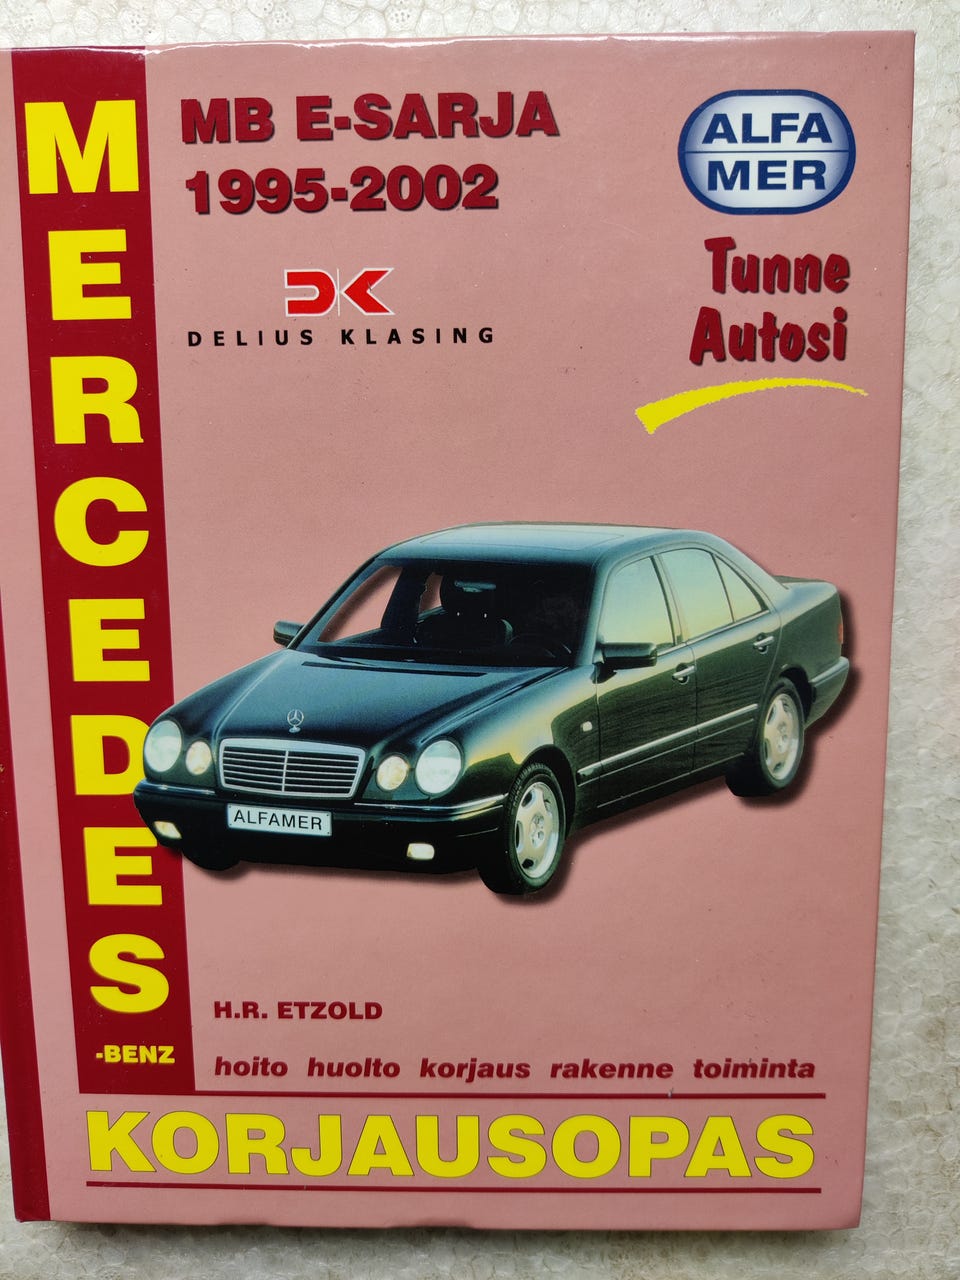 MERCEDES
-BENZ
MB E-SARJA
1995-2002
DK
DELIUS KLASING
ALFA
MER
Tunne
Autosi
ALFAMER
H.R. ETZOLD
hoito huolto korjaus rakenne toiminta
KORJAUSOPAS